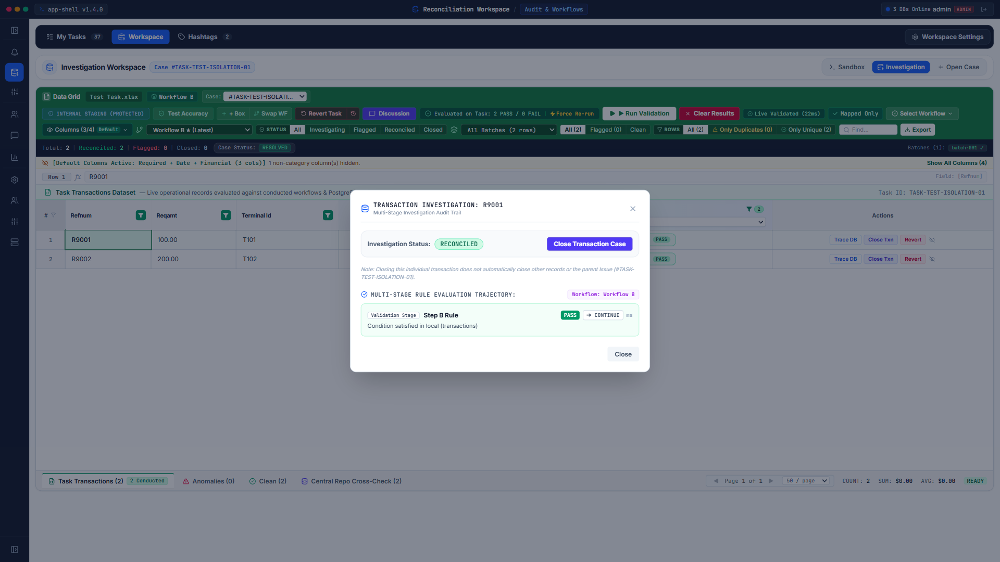 app-shell v1.4.0
Reconciliation Workspace / Audit & Workflows
3 DBs Online admin ADMIN
My Tasks 37
Workspace
Hashtags 2
Workspace Settings
Investigation Workspace Case #TASK-TEST-ISOLATION-01
Sandbox
Investigation
+ Open Case
Data Grid Test Task.xlsx Workflow B Case: #TASK-TEST-ISOLATI...
INTERNAL STAGING (PROTECTED) Test Accuracy + + Box Swap WF Revert Task Discussion Evaluated on Task: 2 PASS / 0 FAIL | Force Re-run ▶ ▶ Run Validation × Clear Results Live Validated (22ms) ✓ Mapped Only Select Workflow
Columns (3/4) Default Workflow B ★ (Latest) STATUS All Investigating Flagged Reconciled Closed All Batches (2 rows) All (2) Flagged (0) Clean ROWS All (2) Only Duplicates (0) Only Unique (2) Find... Export
Total: 2 | Reconciled: 2 | Flagged: 0 | Closed: 0 Case Status: RESOLVED Batches (1): batch-001 ✓
[Default Columns Active: Required + Date + Financial (3 cols)] 1 non-category column(s) hidden. Show All Columns (4)
Row 1 fx R9001 Field: [Refnum]
Task Transactions Dataset — Live operational records evaluated against conducted workflows & Task ID: TASK-TEST-ISOLATION-01
# Refnum Reqamt Terminal Id 2 Actions
1 R9001 100.00 T101 PASS Trace DB Close Txn Revert
2 R9002 200.00 T102 PASS Trace DB Close Txn Revert
TRANSACTION INVESTIGATION: R9001
Multi-Stage Investigation Audit Trail
Investigation Status: RECONCILED Close Transaction Case
Note: Closing this individual transaction does not automatically close other records or the parent Issue (#TASK-
TEST-ISOLATION-01).
MULTI-STAGE RULE EVALUATION TRAJECTORY: Workflow: Workflow B
Validation Stage Step B Rule PASS ➔ CONTINUE ms
Condition satisfied in local (transactions)
Close
Task Transactions (2) 2 Conducted Anomalies (0) Clean (2) Central Repo Cross-Check (2) ◀ Page 1 of 1 ▶ 50 / page COUNT: 2 SUM: $0.00 AVG: $0.00 READY